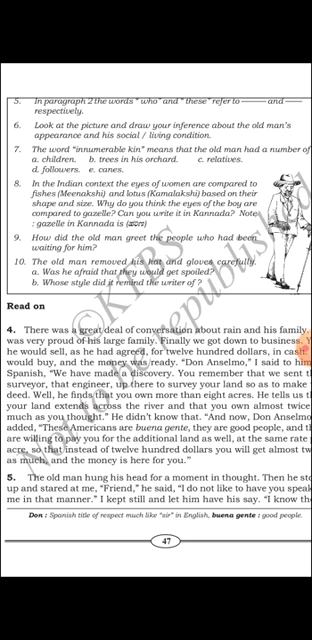 5. In paragraph 2 the words " who" and " these" refer to ——— and ——
respectively.
6. Look at the picture and draw your inference about the old man's
appearance and his social / living condition.
7. The word "innumerable kin" means that the old man had a number of
a. children. b. trees in his orchard. c. relatives.
d. followers. e. canes.
8. In the Indian context the eyes of women are compared to
fishes (Meenakshi) and lotus (Kamalakshi) based on their
shape and size. Why do you think the eyes of the boy are
compared to gazelle? Can you write it in Kannada? Note
: gazelle in Kannada is
9. How did the old man greet the people who had been
waiting for him?
10. The old man removed his hat and gloves carefully.
a. Was he afraid that they would get spoiled?
b. Whose style did it remind the writer of ?
Read on
4. There was a great deal of conversation about rain and his family.
was very proud of his large family. Finally we got down to business. Y
he would sell, as he had agreed, for twelve hundred dollars, in cash.
would buy, and the money was ready. "Don Anselmo," I said to him
Spanish, "We have made a discovery. You remember that we sent th
surveyor, that engineer, up there to survey your land so as to make
deed. Well, he finds that you own more than eight acres. He tells us th
your land extends across the river and that you own almost twice
much as you thought." He didn't know that. "And now, Don Anselmo
added, "These Americans are buena gente, they are good people, and th
are willing to pay you for the additional land as well, at the same rate
acre, so that instead of twelve hundred dollars you will get almost tw
as much, and the money is here for you."
5. The old man hung his head for a moment in thought. Then he sto
up and stared at me, "Friend," he said, "I do not like to have you speak
me in that manner." I kept still and let him have his say. "I know the
Don : Spanish title of respect much like "sir" in English, buena gente : good people.
47
©KTBS
Not to be republished